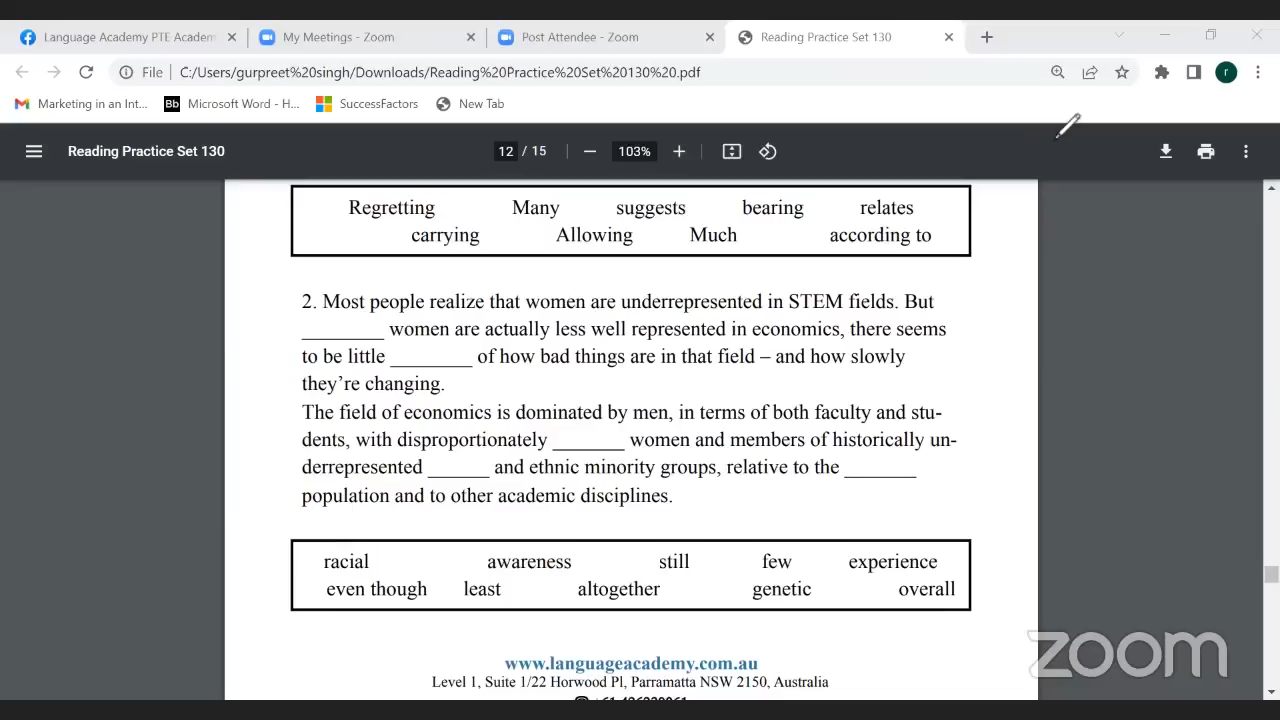 Language Academy PTE Academ
My Meetings - Zoom
Post Attendee - Zoom
Reading Practice Set 130
File
C:/Users/gurpreet%20singh/Downloads/Reading%20Practice%20Set%20130%20.pdf
r
Marketing in an Int...
Bb Microsoft Word - H...
SuccessFactors
New Tab
Reading Practice Set 130
12 / 15
103%
Regretting Many suggests bearing relates
carrying Allowing Much according to
2. Most people realize that women are underrepresented in STEM fields. But
________ women are actually less well represented in economics, there seems
to be little ________ of how bad things are in that field – and how slowly
they’re changing.
The field of economics is dominated by men, in terms of both faculty and stu-
dents, with disproportionately _______ women and members of historically un-
derrepresented ______ and ethnic minority groups, relative to the _______
population and to other academic disciplines.
racial awareness still few experience
even though least altogether genetic overall
www.languageacademy.com.au
Level 1, Suite 1/22 Horwood Pl, Parramatta NSW 2150, Australia
zoom